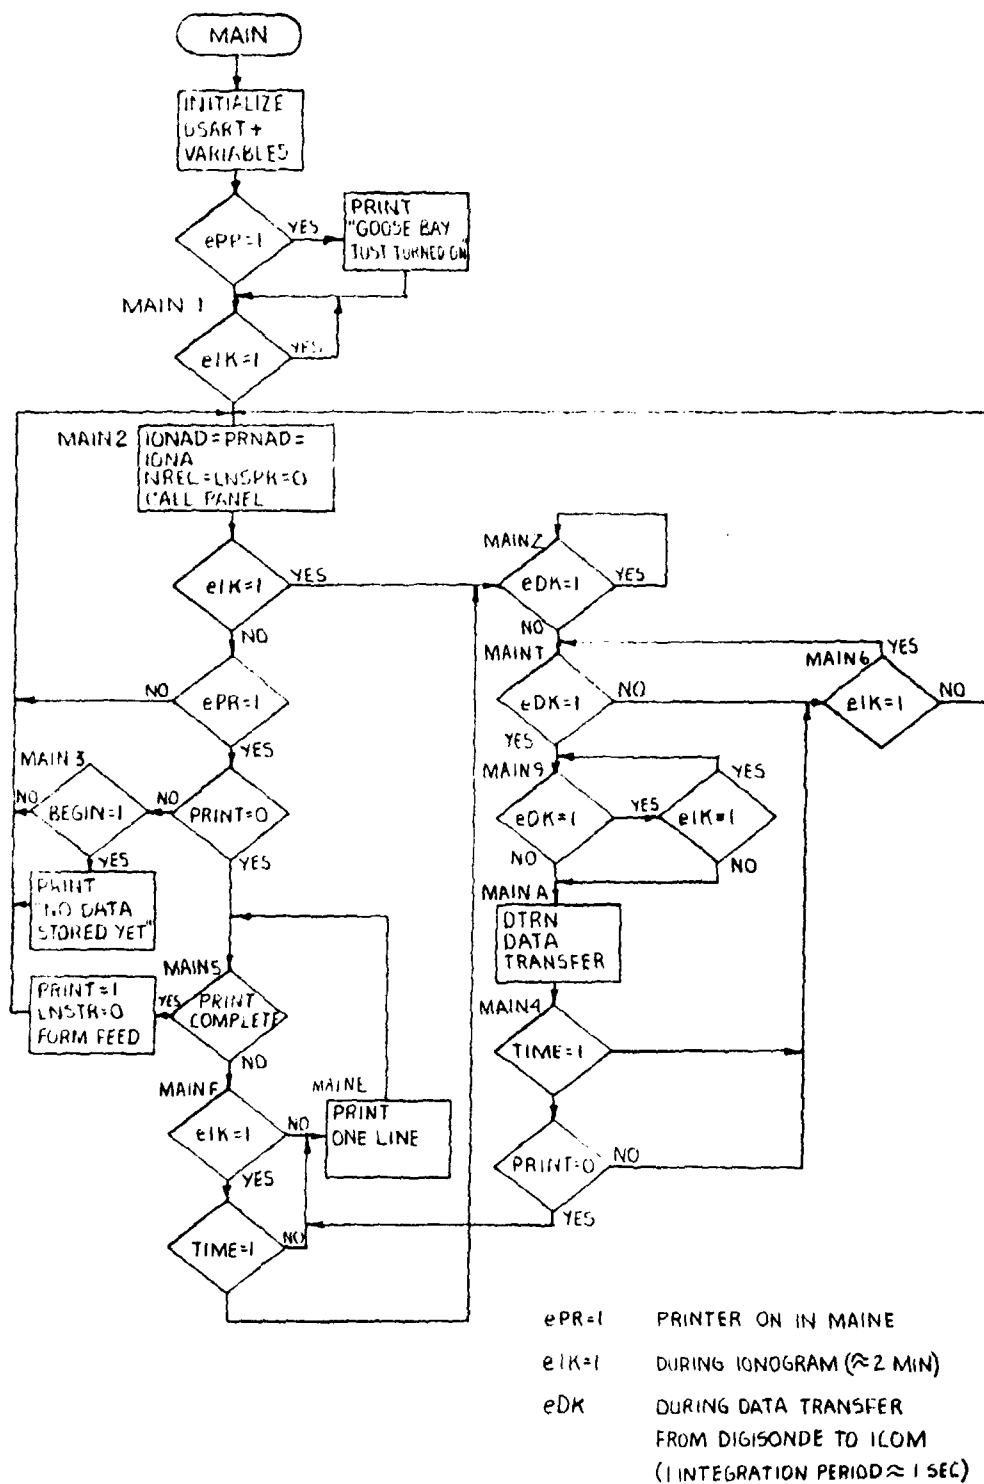 MAIN
INITIALIZE
USART +
VARIABLES
ePP=1
YES
PRINT
"GOOSE BAY
JUST TURNED ON"
MAIN 1
eIK=1
YES
MAIN2
IONAD=PRNAD=
IONA
NREL=LNSPR=0
CALL PANEL
eIK=1
YES
NO
MAINZ
eDK=1
YES
NO
ePR=1
NO
YES
MAINT
eDK=1
NO
YES
MAIN6
eIK=1
YES
NO
MAIN 3
BEGIN=1
NO
YES
PRINT=0
NO
YES
MAIN9
eDK=1
YES
NO
eIK=1
YES
NO
PRINT
"NO DATA
STORED YET"
MAIN A
DTRN
DATA
TRANSFER
MAIN5
PRINT
COMPLETE
YES
NO
PRINT=1
LNSTR=0
FORM FEED
MAIN4
TIME=1
MAINF
eIK=1
NO
YES
MAINE
PRINT
ONE LINE
PRINT=0
NO
YES
TIME=1
NO
ePR=1 PRINTER ON IN MAINE
eIK=1 DURING IONOGRAM (≈2 MIN)
eDK DURING DATA TRANSFER
FROM DIGISONDE TO ICOM
(1 INTEGRATION PERIOD ≈ 1 SEC)